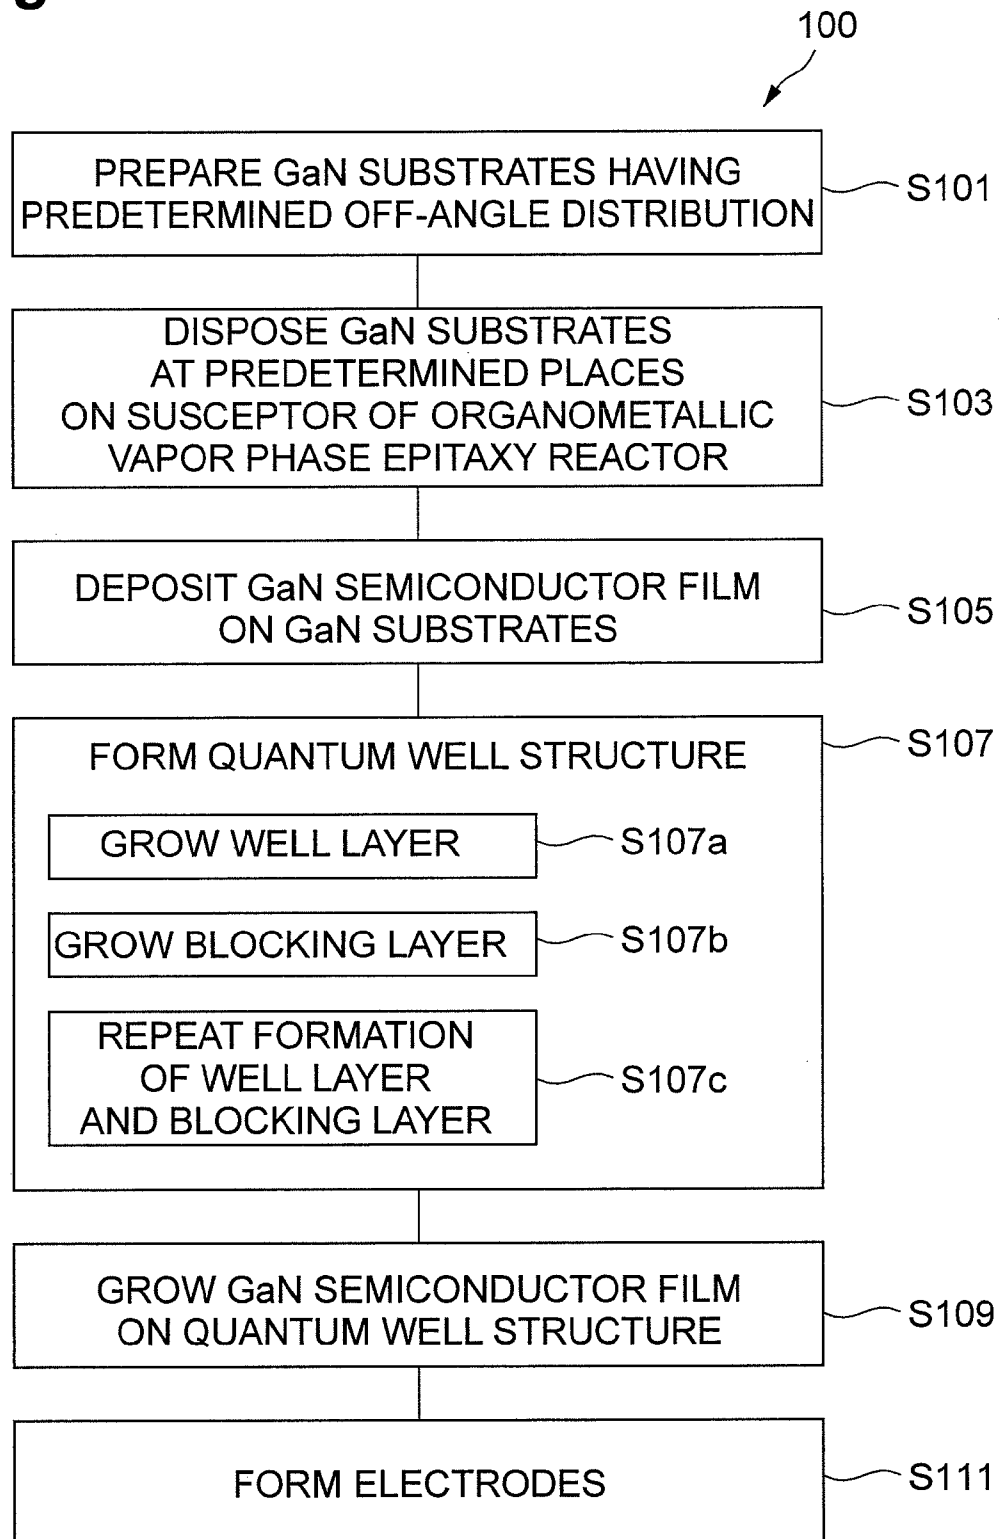 100
PREPARE GaN SUBSTRATES HAVING
PREDETERMINED OFF-ANGLE DISTRIBUTION
S101
DISPOSE GaN SUBSTRATES
AT PREDETERMINED PLACES
ON SUSCEPTOR OF ORGANOMETALLIC
VAPOR PHASE EPITAXY REACTOR
S103
DEPOSIT GaN SEMICONDUCTOR FILM
ON GaN SUBSTRATES
S105
FORM QUANTUM WELL STRUCTURE
S107
GROW WELL LAYER
S107a
GROW BLOCKING LAYER
S107b
REPEAT FORMATION
OF WELL LAYER
AND BLOCKING LAYER
S107c
GROW GaN SEMICONDUCTOR FILM
ON QUANTUM WELL STRUCTURE
S109
FORM ELECTRODES
S111